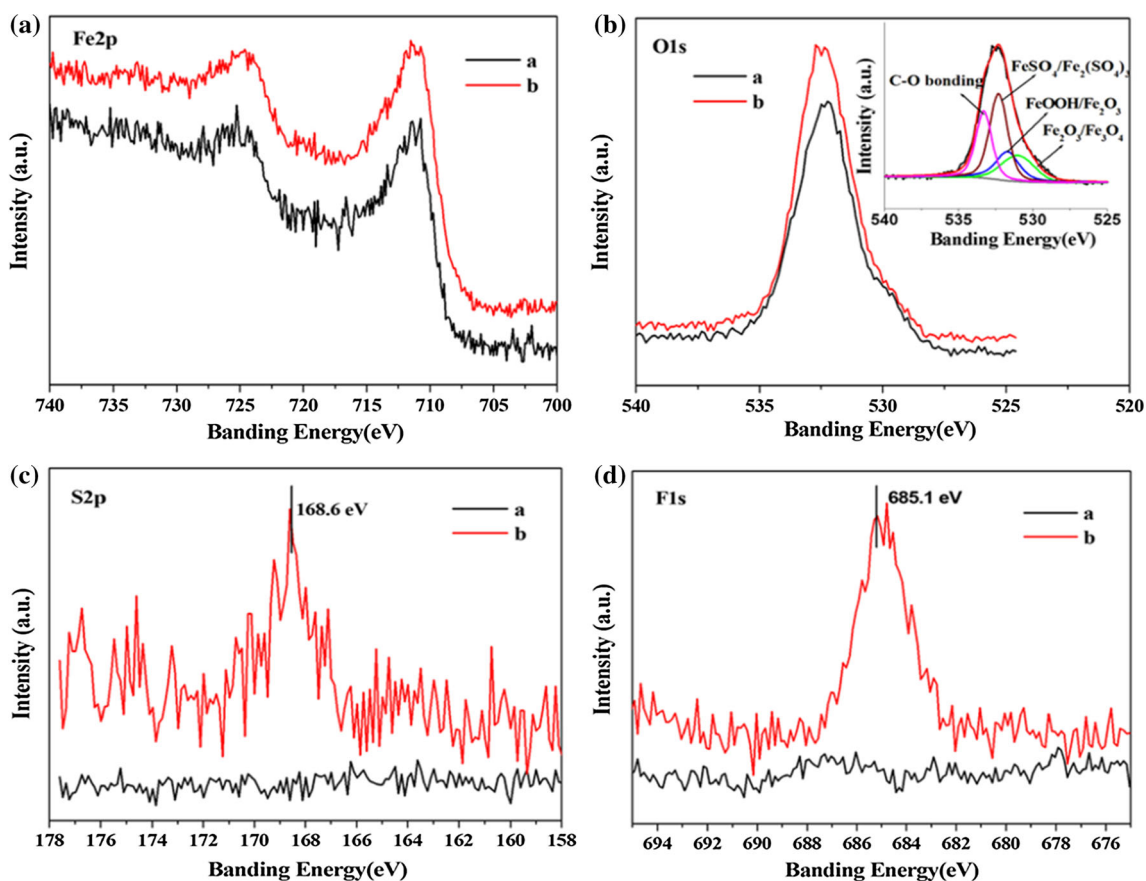 (a)
Fe2p
a
b
Intensity (a.u.)
740 735 730 725 720 715 710 705 700
Banding Energy(eV)
(b)
O1s
a
b
Intensity (a.u.)
540 535 530 525 520
Banding Energy(eV)
C-O bonding
FeSO4/Fe2(SO4)3
FeOOH/Fe2O3
Fe2O3/Fe3O4
Intensity (a.u.)
540 535 530 525
Banding Energy(eV)
(c)
S2p
168.6 eV
a
b
Intensity (a.u.)
178 176 174 172 170 168 166 164 162 160 158
Banding Energy(eV)
(d)
F1s
685.1 eV
a
b
Intensity (a.u.)
694 692 690 688 686 684 682 680 678 676
Banding Energy(eV)